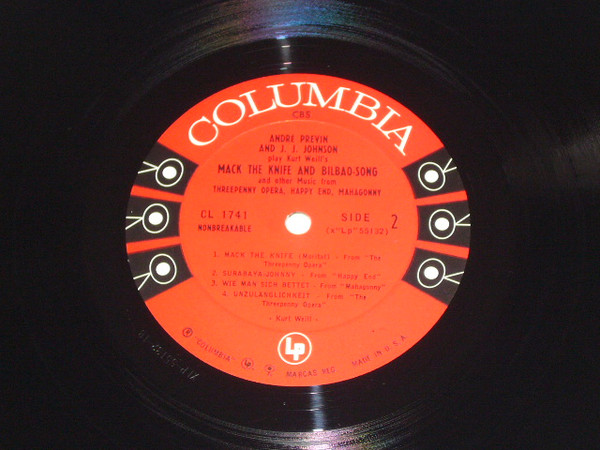 COLUMBIA
CBS
ANDRE PREVIN
AND J. J. JOHNSON
play Kurt Weill's
MACK THE KNIFE AND BILBAO-SONG
and other Music from
THREEPENNY OPERA, HAPPY END, MAHAGONNY
CL 1741
NONBREAKABLE
SIDE 2
(x"Lp"55132)
1. MACK THE KNIFE (Moritat) - From "The
Threepenny Opera"
2. SURABAYA-JOHNNY - From "Happy End"
3. WIE MAN SICH BETTET - From "Mahagonny"
4. UNZULANGLICHKEIT - From "The
Threepenny Opera"
- Kurt Weill -
Lp
"COLUMBIA"
MARCAS REG
MADE IN U.S.A.